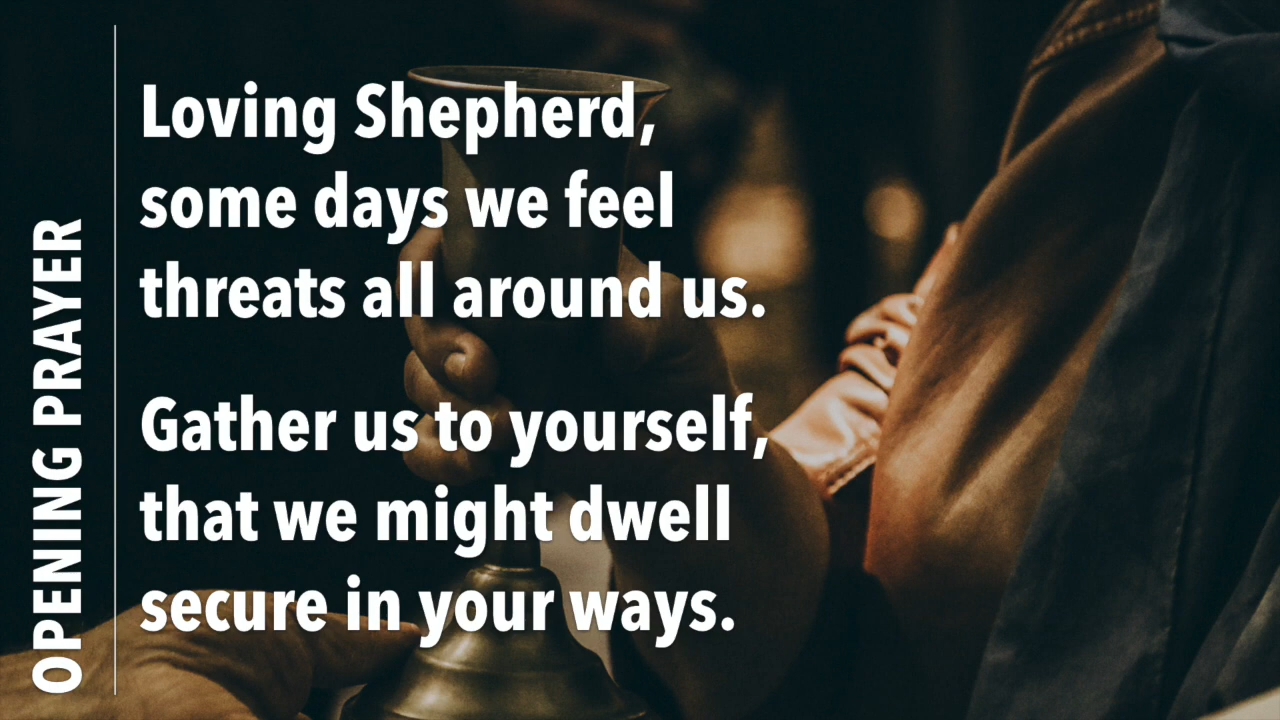 OPENING PRAYER
Loving Shepherd,
some days we feel
threats all around us.
Gather us to yourself,
that we might dwell
secure in your ways.